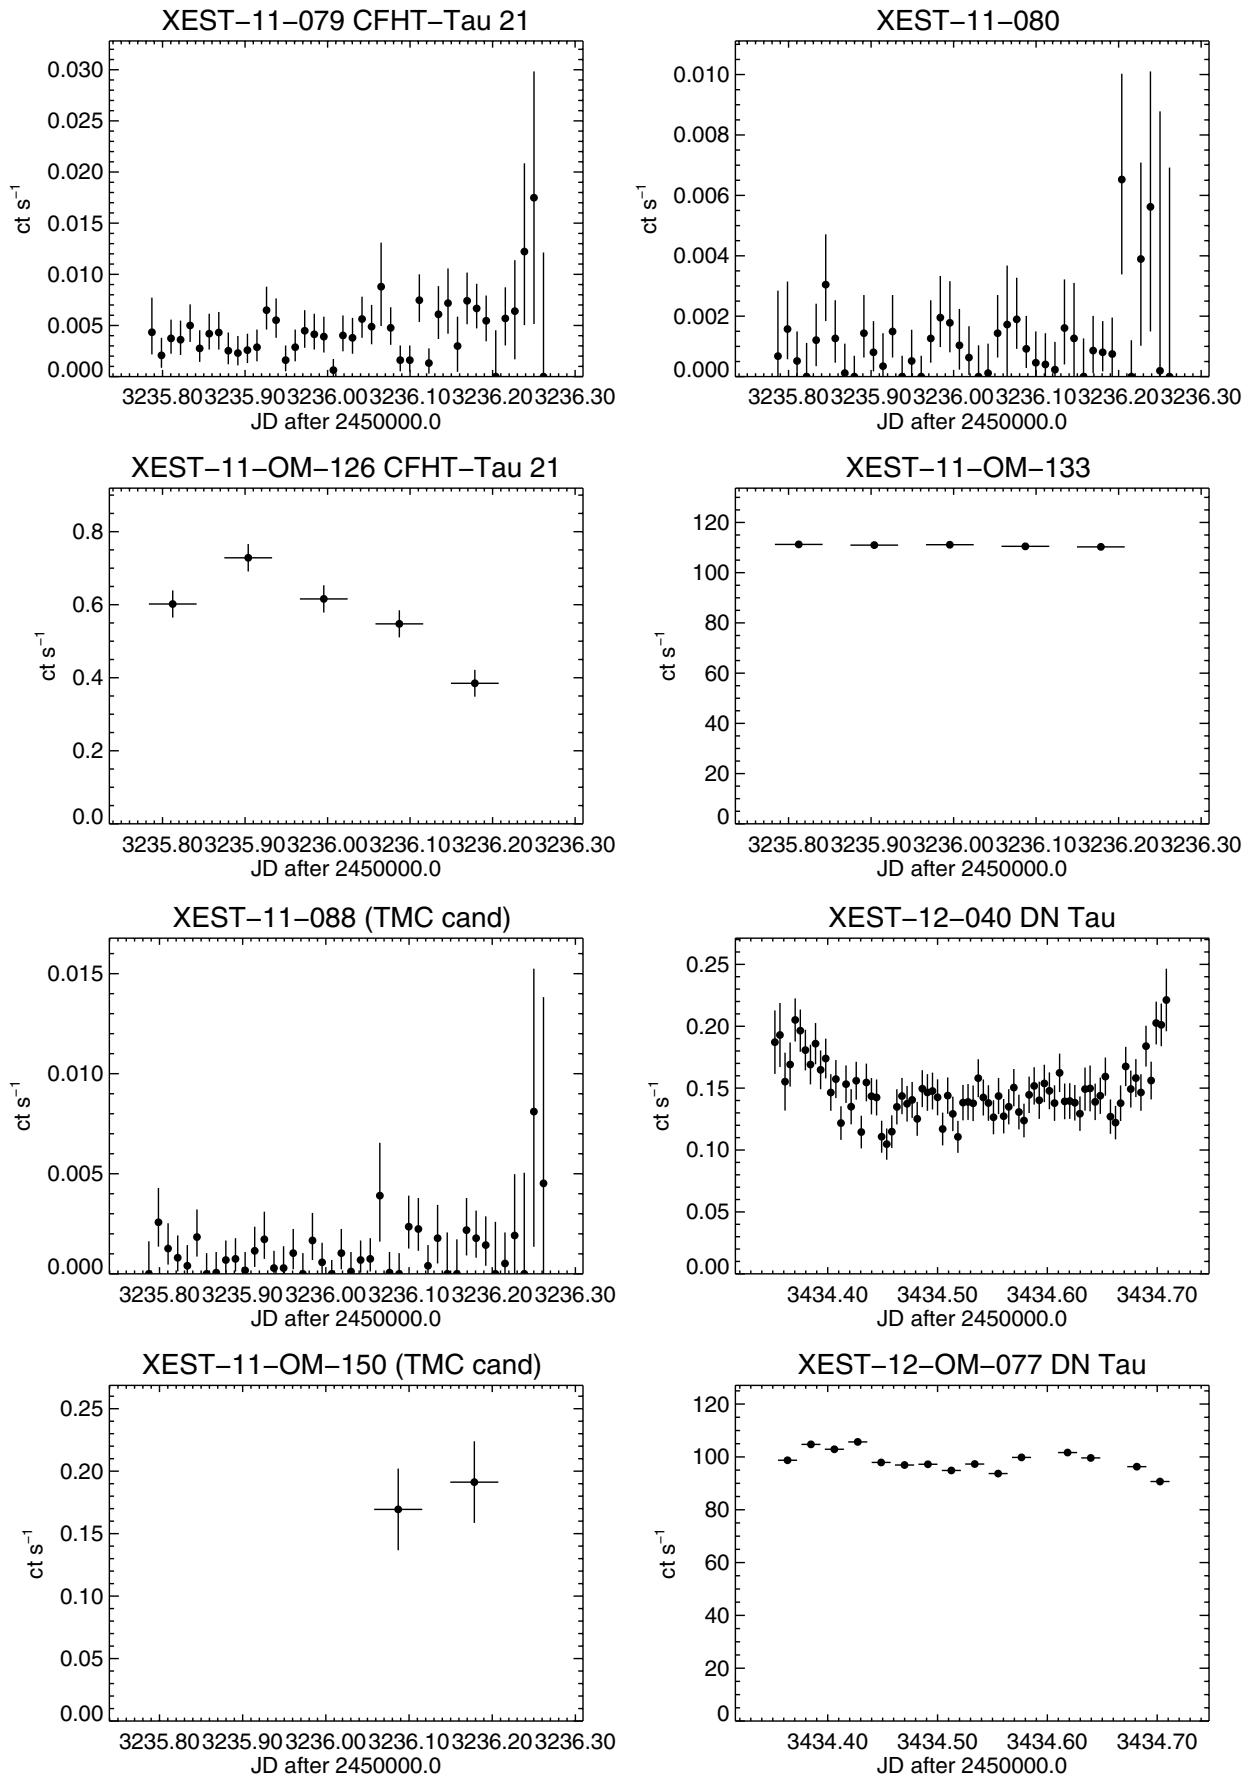 XEST−11−079 CFHT−Tau 21
0.030
0.025
0.020
0.015
0.010
0.005
0.000
ct s−1
3235.80 3235.90 3236.00 3236.10 3236.20 3236.30
JD after 2450000.0
XEST−11−080
0.010
0.008
0.006
0.004
0.002
0.000
ct s−1
3235.80 3235.90 3236.00 3236.10 3236.20 3236.30
JD after 2450000.0
XEST−11−OM−126 CFHT−Tau 21
0.8
0.6
0.4
0.2
0.0
ct s−1
3235.80 3235.90 3236.00 3236.10 3236.20 3236.30
JD after 2450000.0
XEST−11−OM−133
120
100
80
60
40
20
0
ct s−1
3235.80 3235.90 3236.00 3236.10 3236.20 3236.30
JD after 2450000.0
XEST−11−088 (TMC cand)
0.015
0.010
0.005
0.000
ct s−1
3235.80 3235.90 3236.00 3236.10 3236.20 3236.30
JD after 2450000.0
XEST−12−040 DN Tau
0.25
0.20
0.15
0.10
0.05
0.00
ct s−1
3434.40 3434.50 3434.60 3434.70
JD after 2450000.0
XEST−11−OM−150 (TMC cand)
0.25
0.20
0.15
0.10
0.05
0.00
ct s−1
3235.80 3235.90 3236.00 3236.10 3236.20 3236.30
JD after 2450000.0
XEST−12−OM−077 DN Tau
120
100
80
60
40
20
0
ct s−1
3434.40 3434.50 3434.60 3434.70
JD after 2450000.0